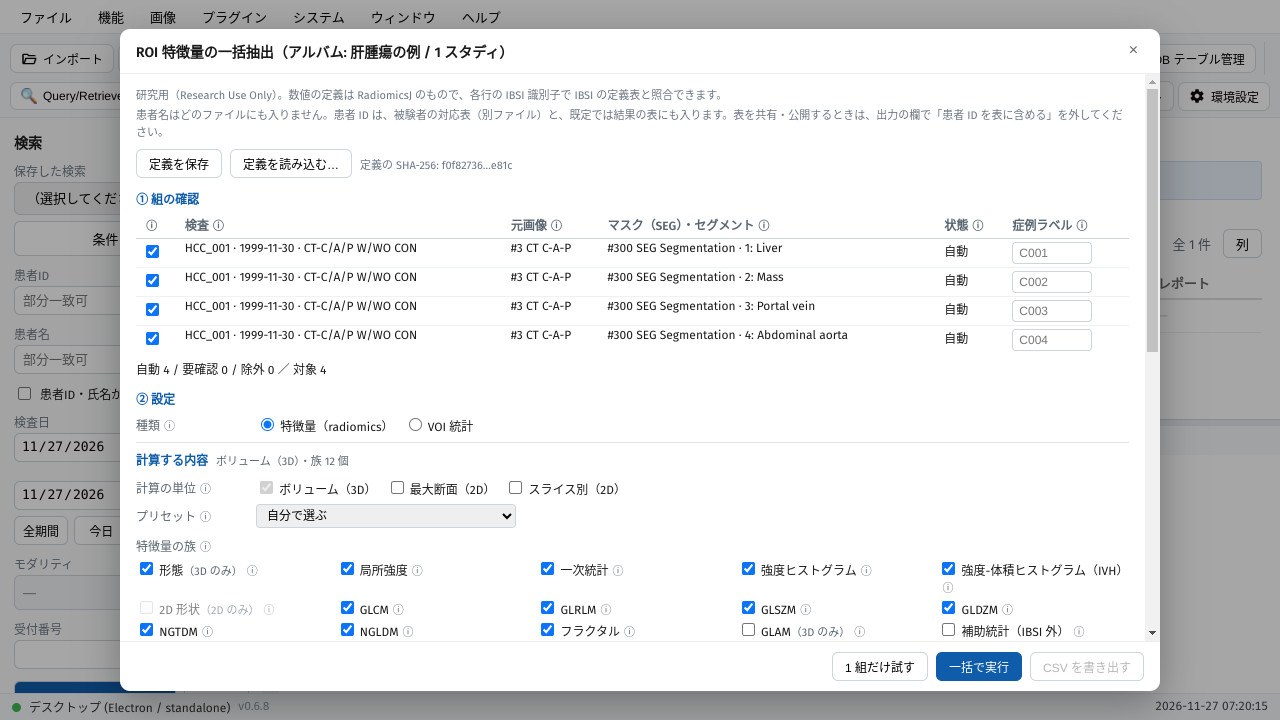 ファイル 機能 画像 プラグイン システム ウィンドウ ヘルプ
インポート
DB テーブル管理
Query/Retrieve
環境設定
ROI 特徴量の一括抽出（アルバム: 肝腫瘍の例 / 1 スタディ）
×
研究用（Research Use Only）。数値の定義は RadiomicsJ のもので、各行の IBSI 識別子で IBSI の定義表と照合できます。
患者名はどのファイルにも入りません。患者 ID は、被験者の対応表（別ファイル）と、既定では結果の表にも入ります。表を共有・公開するときは、出力の欄で「患者 ID を表に含める」を外してくだ
さい。
定義を保存 定義を読み込む… 定義の SHA-256: f0f82736…e81c
① 組の確認
ⓘ 検査 ⓘ 元画像 ⓘ マスク（SEG）・セグメント ⓘ 状態 ⓘ 症例ラベル ⓘ
HCC_001 · 1999-11-30 · CT-C/A/P W/WO CON #3 CT C-A-P #300 SEG Segmentation · 1: Liver 自動 C001
HCC_001 · 1999-11-30 · CT-C/A/P W/WO CON #3 CT C-A-P #300 SEG Segmentation · 2: Mass 自動 C002
HCC_001 · 1999-11-30 · CT-C/A/P W/WO CON #3 CT C-A-P #300 SEG Segmentation · 3: Portal vein 自動 C003
HCC_001 · 1999-11-30 · CT-C/A/P W/WO CON #3 CT C-A-P #300 SEG Segmentation · 4: Abdominal aorta 自動 C004
自動 4 / 要確認 0 / 除外 0 ／ 対象 4
② 設定
種類 ⓘ 特徴量（radiomics） VOI 統計
計算する内容 ボリューム（3D）・族 12 個
計算の単位 ⓘ ボリューム（3D） 最大断面（2D） スライス別（2D）
プリセット ⓘ 自分で選ぶ
特徴量の族 ⓘ
形態（3D のみ） ⓘ 局所強度 ⓘ 一次統計 ⓘ 強度ヒストグラム ⓘ 強度-体積ヒストグラム（IVH）
ⓘ
2D 形状（2D のみ） ⓘ GLCM ⓘ GLRLM ⓘ GLSZM ⓘ GLDZM ⓘ
NGTDM ⓘ NGLDM ⓘ フラクタル ⓘ GLAM（3D のみ） ⓘ 補助統計（IBSI 外） ⓘ
1 組だけ試す 一括で実行 CSV を書き出す
検索
保存した検索
（選択してくだ
条件
患者ID
部分一致可
患者名
部分一致可
患者ID・氏名が
検査日
11/27/2026
11/27/2026
全期間 今日
モダリティ
—
受付番号
全 1 件 列
レポート
デスクトップ (Electron / standalone) v0.6.8
2026-11-27 07:20:15